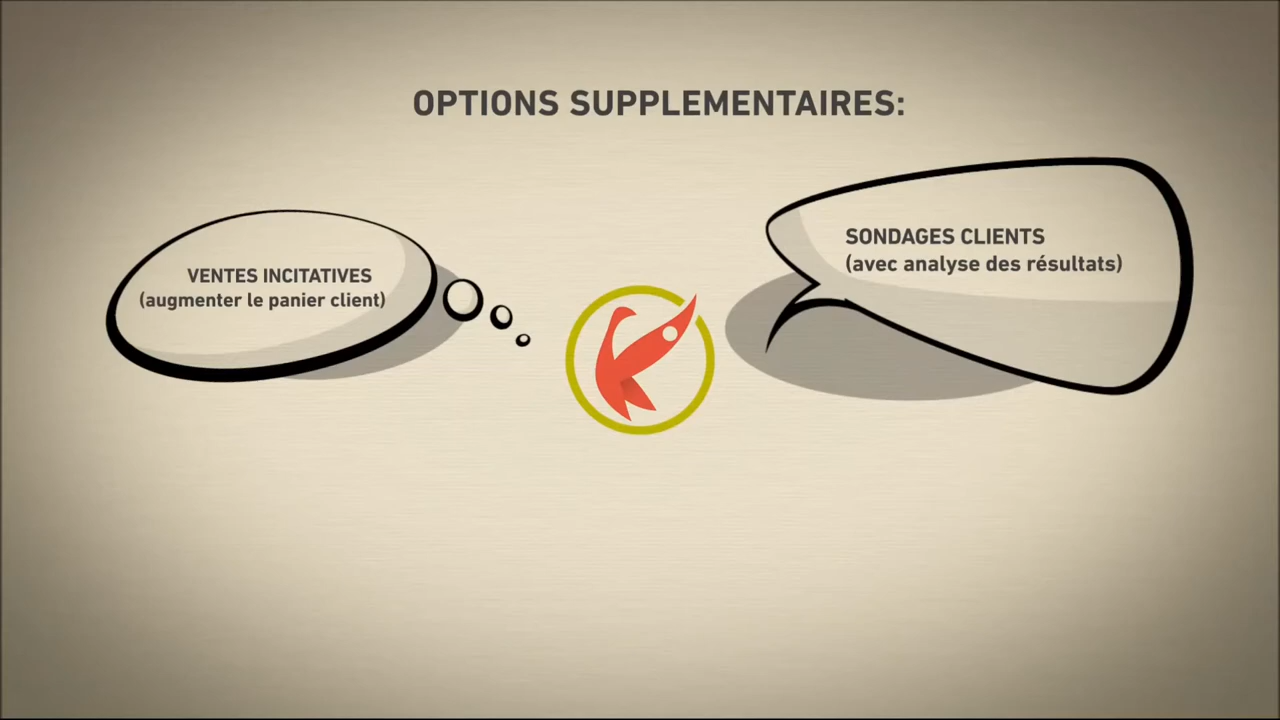 OPTIONS SUPPLEMENTAIRES:
VENTES INCITATIVES
(augmenter le panier client)
SONDAGES CLIENTS
(avec analyse des résultats)